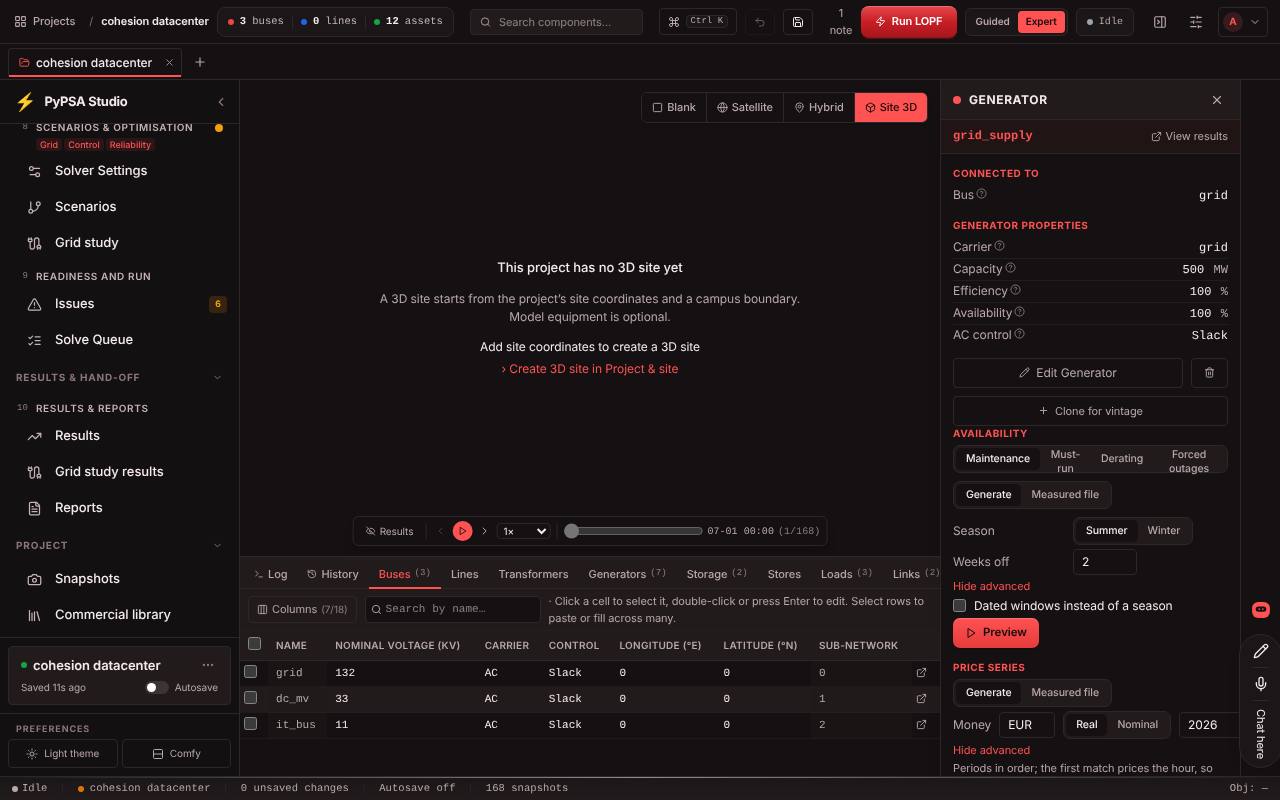 Projects / cohesion datacenter
3 buses 0 lines 12 assets
Search components...
Ctrl K
1 note
Run LOPF
Guided Expert
Idle
A
cohesion datacenter
PyPSA Studio
8 SCENARIOS & OPTIMISATION
Grid Control Reliability
Solver Settings
Scenarios
Grid study
9 READINESS AND RUN
Issues 6
Solve Queue
RESULTS & HAND-OFF
10 RESULTS & REPORTS
Results
Grid study results
Reports
PROJECT
Snapshots
Commercial library
cohesion datacenter ...
Saved 11s ago Autosave
PREFERENCES
Light theme Comfy
Blank Satellite Hybrid Site 3D
This project has no 3D site yet
A 3D site starts from the project's site coordinates and a campus boundary.
Model equipment is optional.
Add site coordinates to create a 3D site
› Create 3D site in Project & site
Results 1× 07-01 00:00 (1/168)
Log History Buses (3) Lines Transformers Generators (7) Storage (2) Stores Loads (3) Links (2)
Columns (7/18) Search by name…
· Click a cell to select it, double-click or press Enter to edit. Select rows to
paste or fill across many.
NAME NOMINAL VOLTAGE (KV) CARRIER CONTROL LONGITUDE (°E) LATITUDE (°N) SUB-NETWORK
grid 132 AC Slack 0 0 0
dc_mv 33 AC Slack 0 0 1
it_bus 11 AC Slack 0 0 2
GENERATOR
grid_supply View results
CONNECTED TO
Bus grid
GENERATOR PROPERTIES
Carrier grid
Capacity 500 MW
Efficiency 100 %
Availability 100 %
AC control Slack
Edit Generator
Clone for vintage
AVAILABILITY
Maintenance Must-run Derating Forced outages
Generate Measured file
Season Summer Winter
Weeks off 2
Hide advanced
Dated windows instead of a season
Preview
PRICE SERIES
Generate Measured file
Money EUR Real Nominal 2026
Hide advanced
Periods in order; the first match prices the hour, so
Chat here
Idle cohesion datacenter 0 unsaved changes Autosave off 168 snapshots Obj: —